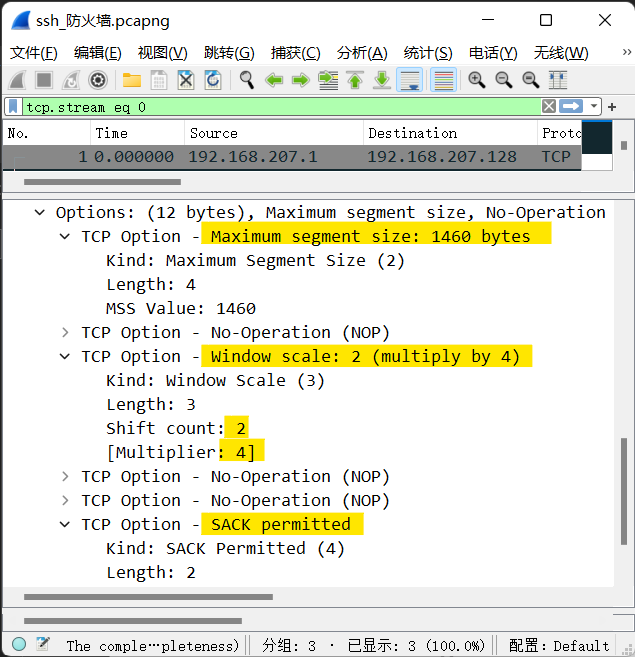 ssh_防火墙.pcapng
文件(F) 编辑(E) 视图(V) 跳转(G) 捕获(C) 分析(A) 统计(S) 电话(Y) 无线(W) »
tcp.stream eq 0
No. Time Source Destination Proto
1 0.000000 192.168.207.1 192.168.207.128 TCP
Options: (12 bytes), Maximum segment size, No-Operation
TCP Option - Maximum segment size: 1460 bytes
Kind: Maximum Segment Size (2)
Length: 4
MSS Value: 1460
TCP Option - No-Operation (NOP)
TCP Option - Window scale: 2 (multiply by 4)
Kind: Window Scale (3)
Length: 3
Shift count: 2
[Multiplier: 4]
TCP Option - No-Operation (NOP)
TCP Option - No-Operation (NOP)
TCP Option - SACK permitted
Kind: SACK Permitted (4)
Length: 2
The comple…pleteness) 分组: 3 · 已显示: 3 (100.0%) 配置: Default